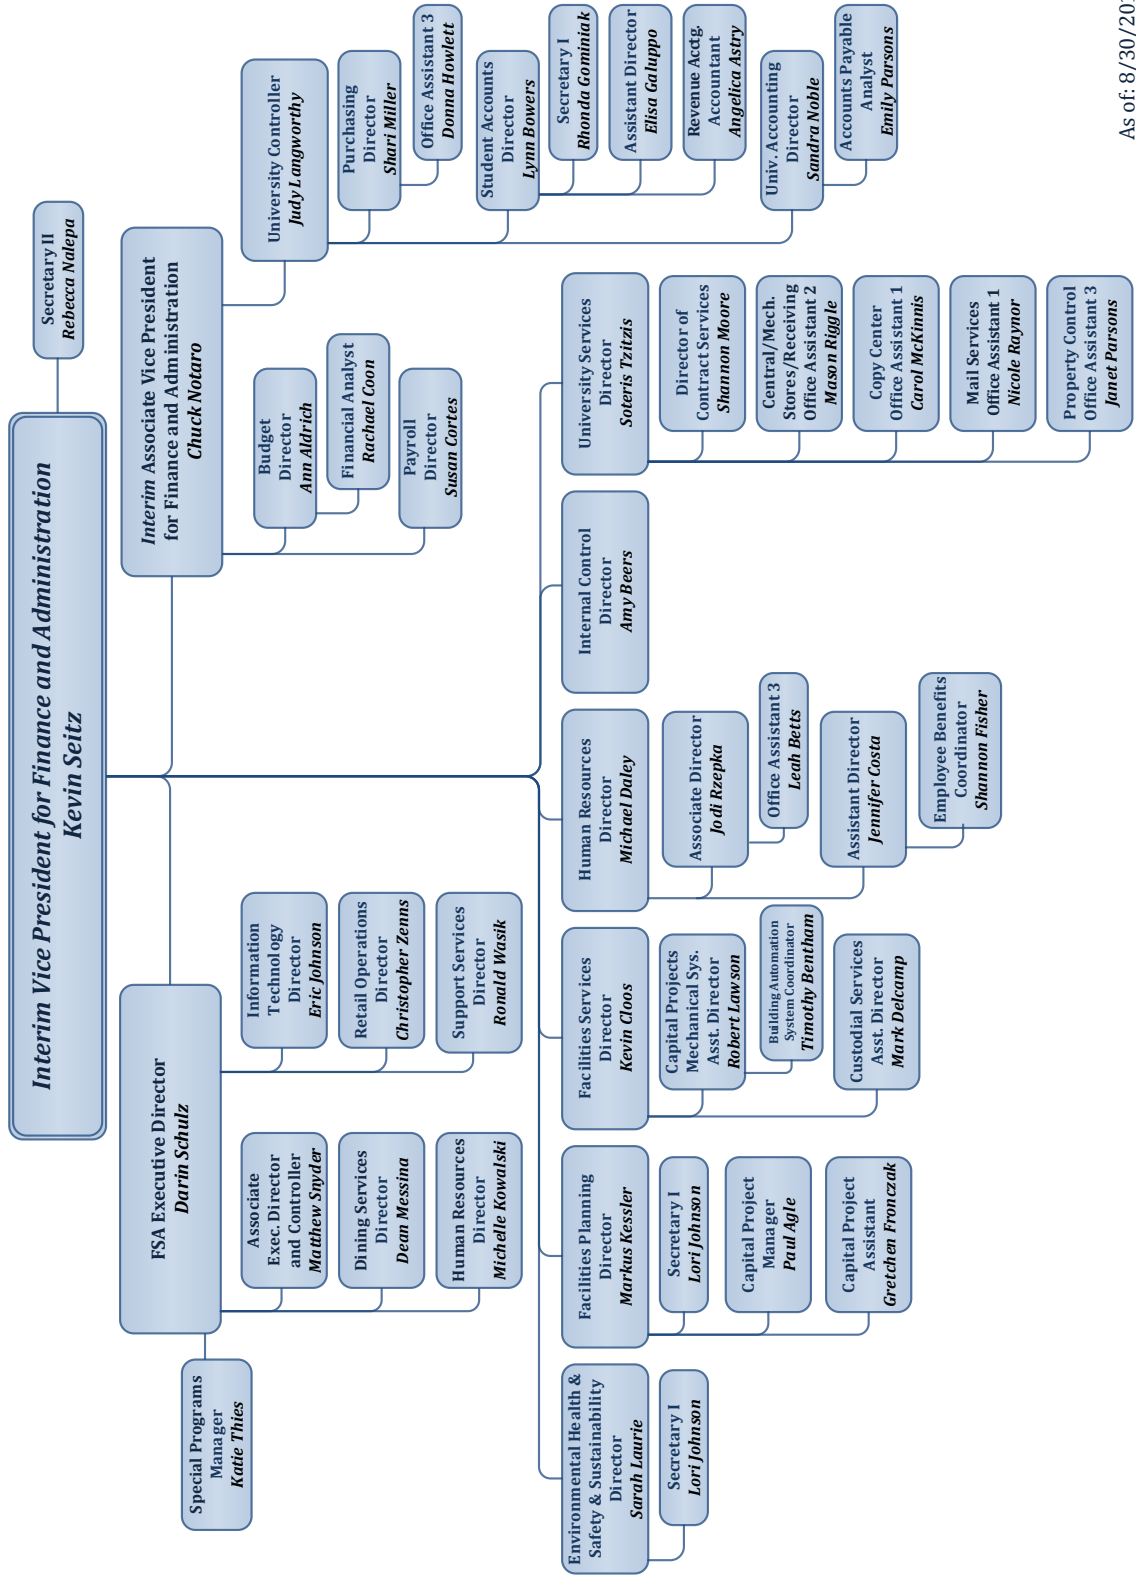 Interim Vice President for Finance and Administration
Kevin Seitz
Secretary II
Rebecca Nalepa
FSA Executive Director
Darin Schulz
Special Programs
Manager
Katie Thies
Associate
Exec. Director
and Controller
Matthew Snyder
Dining Services
Director
Dean Messina
Human Resources
Director
Michelle Kowalski
Information
Technology
Director
Eric Johnson
Retail Operations
Director
Christopher Zenns
Support Services
Director
Ronald Wasik
Interim Associate Vice President
for Finance and Administration
Chuck Notaro
Budget
Director
Ann Aldrich
Financial Analyst
Rachael Coon
Payroll
Director
Susan Cortes
University Controller
Judy Langworthy
Purchasing
Director
Shari Miller
Office Assistant 3
Donna Howlett
Student Accounts
Director
Lynn Bowers
Secretary I
Rhonda Gominiak
Assistant Director
Elisa Galuppo
Revenue Acctg.
Accountant
Angelica Astry
Univ. Accounting
Director
Sandra Noble
Accounts Payable
Analyst
Emily Parsons
Environmental Health &
Safety & Sustainability
Director
Sarah Laurie
Secretary I
Lori Johnson
Facilities Planning
Director
Markus Kessler
Secretary I
Lori Johnson
Capital Project
Manager
Paul Agle
Capital Project
Assistant
Gretchen Fronczak
Facilities Services
Director
Kevin Cloos
Capital Projects
Mechanical Sys.
Asst. Director
Robert Lawson
Building Automation
System Coordinator
Timothy Bentham
Custodial Services
Asst. Director
Mark Delcamp
Human Resources
Director
Michael Daley
Associate Director
Jodi Rzepka
Office Assistant 3
Leah Betts
Assistant Director
Jennifer Costa
Employee Benefits
Coordinator
Shannon Fisher
Internal Control
Director
Amy Beers
University Services
Director
Soteris Tzitzis
Director of
Contract Services
Shannon Moore
Central/Mech.
Stores/Receiving
Office Assistant 2
Mason Riggle
Copy Center
Office Assistant 1
Carol McKinnis
Mail Services
Office Assistant 1
Nicole Raynor
Property Control
Office Assistant 3
Janet Parsons
As of: